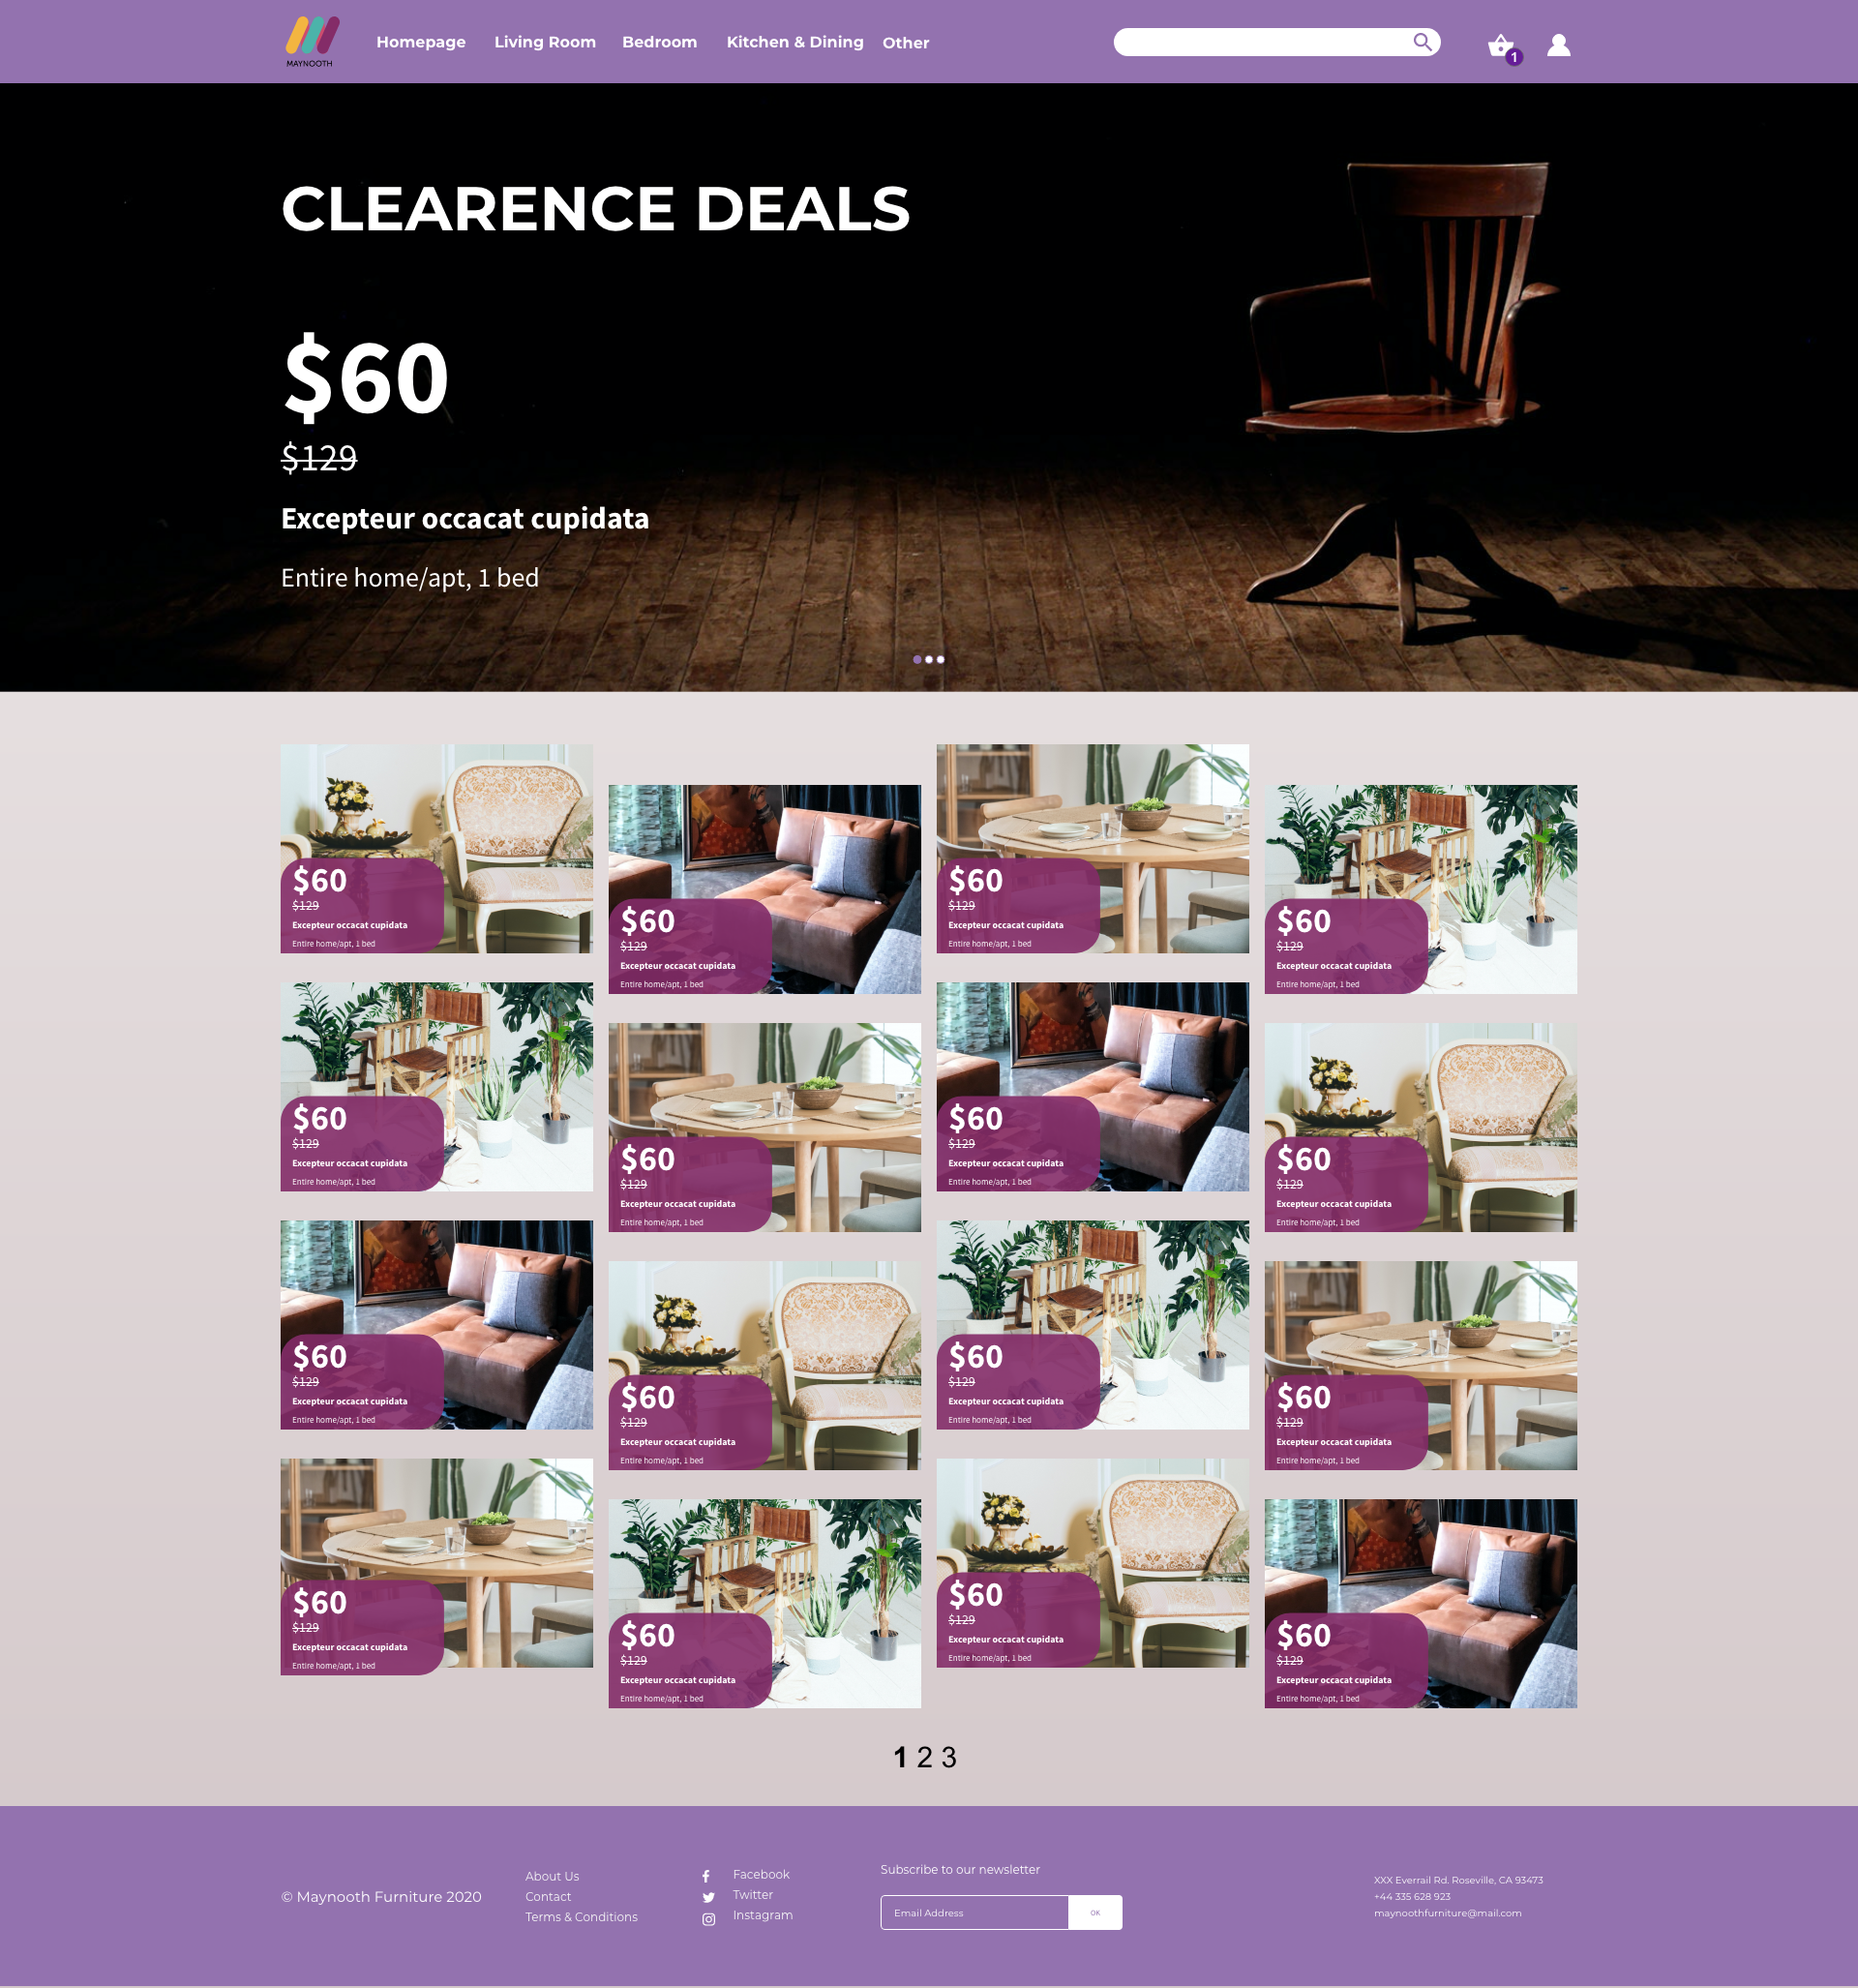 MAYNOOTH
Homepage Living Room Bedroom Kitchen & Dining Other
1
CLEARENCE DEALS
$60
$129
Excepteur occacat cupidata
Entire home/apt, 1 bed
$60
$129
Excepteur occacat cupidata
Entire home/apt, 1 bed
$60
$129
Excepteur occacat cupidata
Entire home/apt, 1 bed
$60
$129
Excepteur occacat cupidata
Entire home/apt, 1 bed
$60
$129
Excepteur occacat cupidata
Entire home/apt, 1 bed
$60
$129
Excepteur occacat cupidata
Entire home/apt, 1 bed
$60
$129
Excepteur occacat cupidata
Entire home/apt, 1 bed
$60
$129
Excepteur occacat cupidata
Entire home/apt, 1 bed
$60
$129
Excepteur occacat cupidata
Entire home/apt, 1 bed
$60
$129
Excepteur occacat cupidata
Entire home/apt, 1 bed
$60
$129
Excepteur occacat cupidata
Entire home/apt, 1 bed
$60
$129
Excepteur occacat cupidata
Entire home/apt, 1 bed
$60
$129
Excepteur occacat cupidata
Entire home/apt, 1 bed
$60
$129
Excepteur occacat cupidata
Entire home/apt, 1 bed
$60
$129
Excepteur occacat cupidata
Entire home/apt, 1 bed
$60
$129
Excepteur occacat cupidata
Entire home/apt, 1 bed
$60
$129
Excepteur occacat cupidata
Entire home/apt, 1 bed
1 2 3
© Maynooth Furniture 2020
About Us
Contact
Terms & Conditions
Facebook
Twitter
Instagram
Subscribe to our newsletter
Email Address
OK
XXX Everrail Rd. Roseville, CA 93473
+44 335 628 923
maynoothfurniture@mail.com